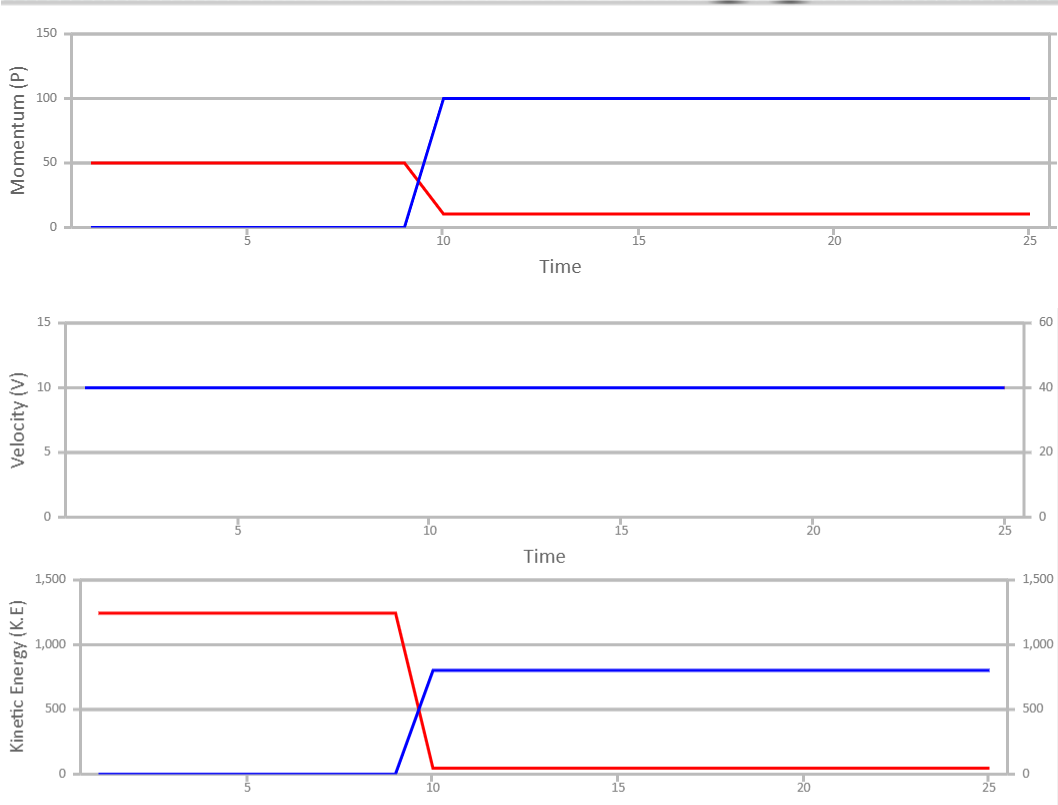 150
100
50
0
Momentum (P)
5 10 15 20 25
Time
15 60
10 40
5 20
0 0
Velocity (V)
5 10 15 20 25
Time
1,500 1,500
1,000 1,000
500 500
0 0
Kinetic Energy (K.E)
5 10 15 20 25